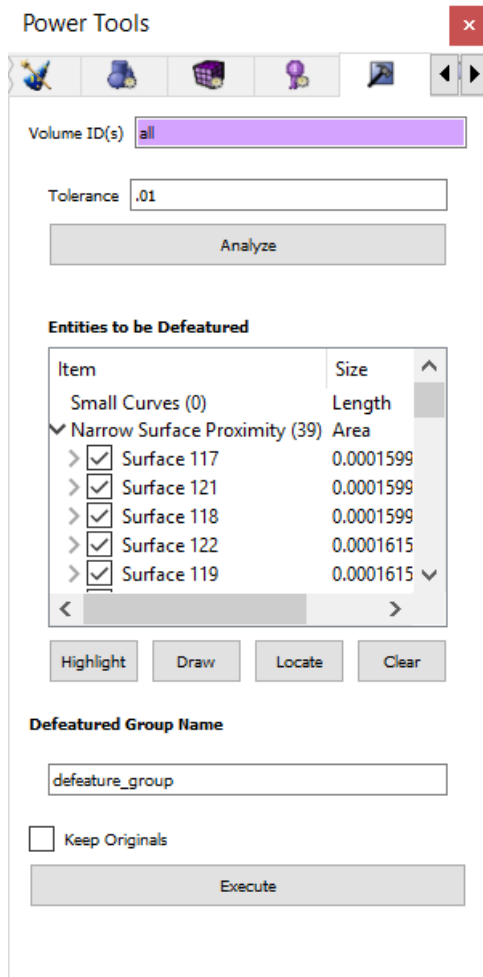 Power Tools
Volume ID(s) all
Tolerance .01
Analyze
Entities to be Defeatured
Item Size
Small Curves (0) Length
Narrow Surface Proximity (39) Area
Surface 117 0.0001599
Surface 121 0.0001599
Surface 118 0.0001599
Surface 122 0.0001615
Surface 119 0.0001615
Highlight Draw Locate Clear
Defeatured Group Name
defeature_group
Keep Originals
Execute